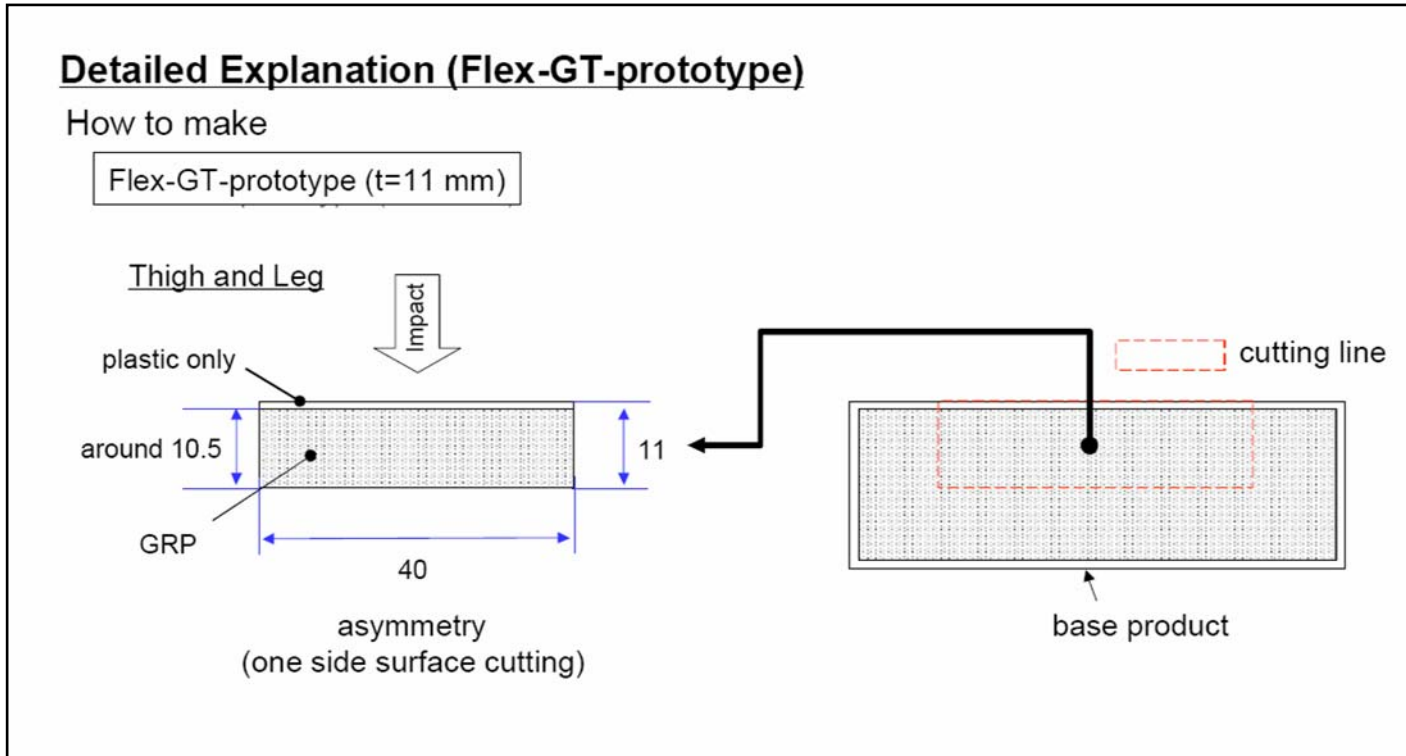 Detailed Explanation (Flex-GT-prototype)
How to make
Flex-GT-prototype (t=11 mm)
Thigh and Leg
Impact
plastic only
cutting line
around 10.5
11
GRP
40
base product
asymmetry
(one side surface cutting)